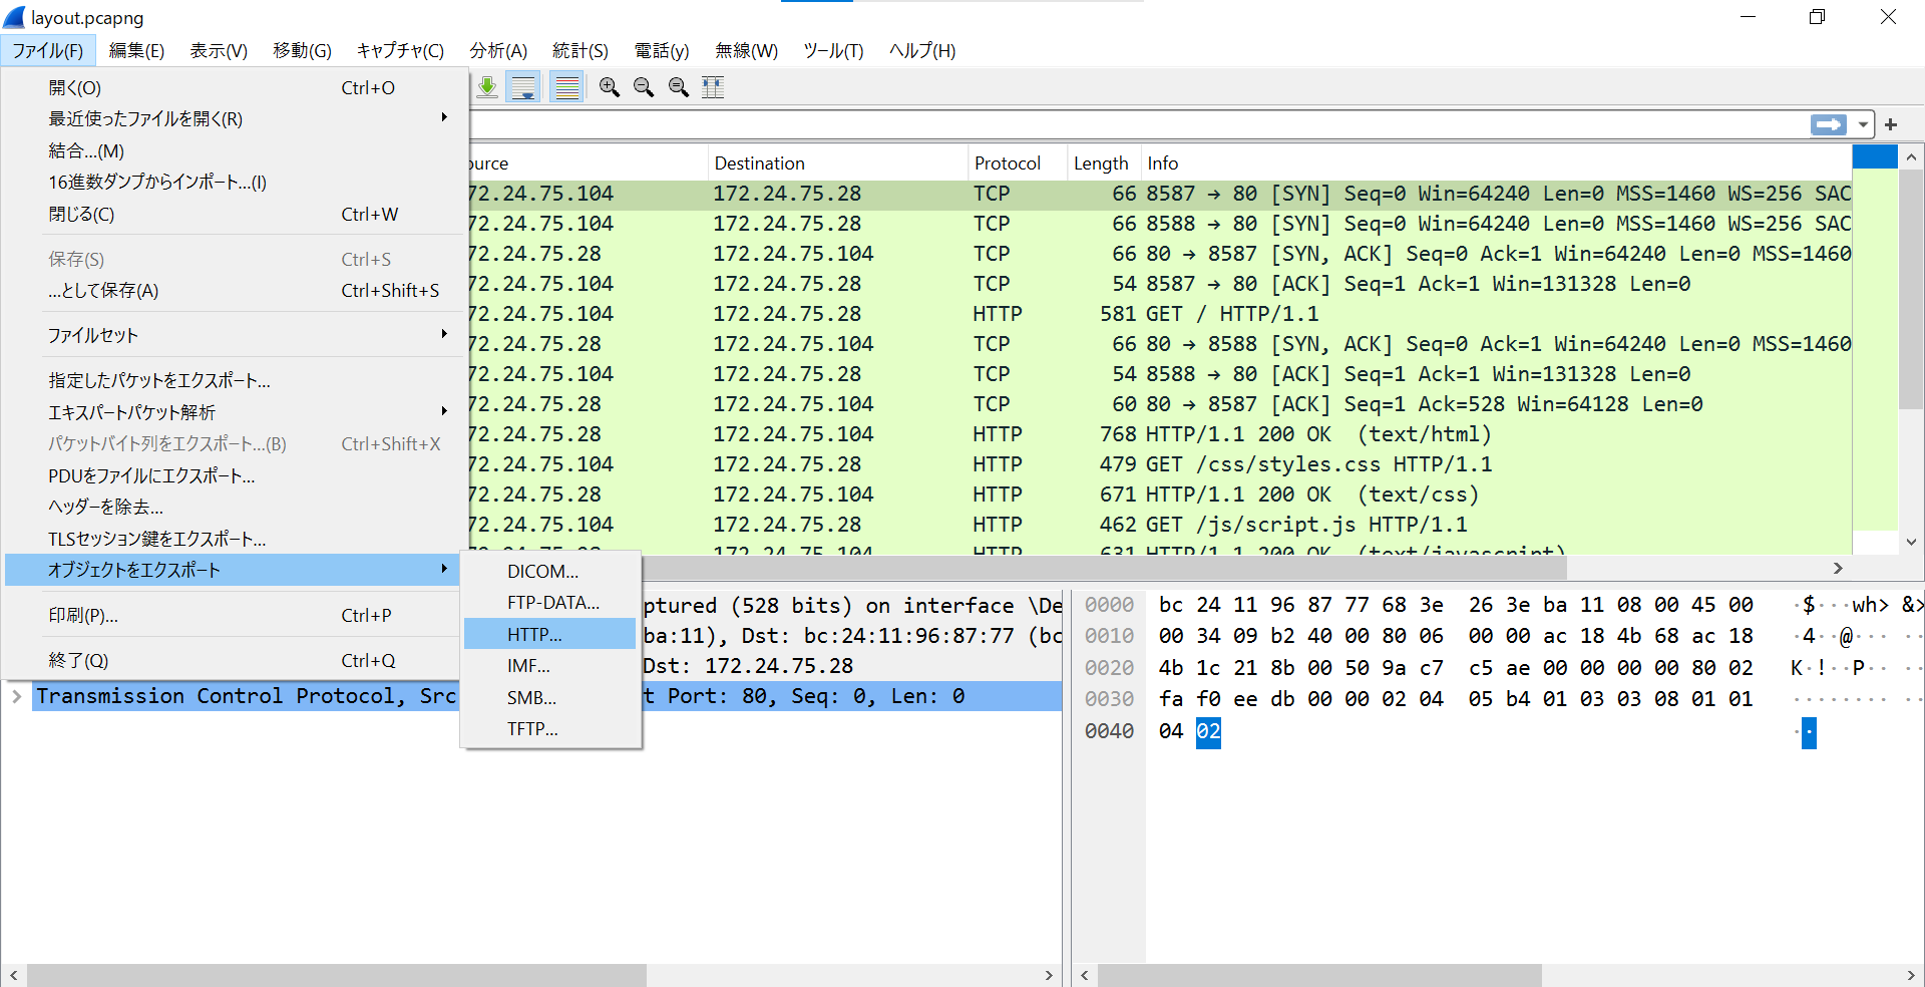 layout.pcapng
ファイル(F) 編集(E) 表示(V) 移動(G) キャプチャ(C) 分析(A) 統計(S) 電話(y) 無線(W) ツール(T) ヘルプ(H)
開く(O) Ctrl+O
最近使ったファイルを開く(R)
結合...(M)
16進数ダンプからインポート...(I)
閉じる(C) Ctrl+W
保存(S) Ctrl+S
...として保存(A) Ctrl+Shift+S
ファイルセット
指定したパケットをエクスポート...
エキスパートパケット解析
パケットバイト列をエクスポート...(B) Ctrl+Shift+X
PDUをファイルにエクスポート...
ヘッダーを除去...
TLSセッション鍵をエクスポート...
オブジェクトをエクスポート
印刷(P)... Ctrl+P
終了(Q) Ctrl+Q
DICOM...
FTP-DATA...
HTTP...
IMF...
SMB...
TFTP...
ource Destination Protocol Length Info
72.24.75.104 172.24.75.28 TCP 66 8587 → 80 [SYN] Seq=0 Win=64240 Len=0 MSS=1460 WS=256 SAC
72.24.75.104 172.24.75.28 TCP 66 8588 → 80 [SYN] Seq=0 Win=64240 Len=0 MSS=1460 WS=256 SAC
72.24.75.28 172.24.75.104 TCP 66 80 → 8587 [SYN, ACK] Seq=0 Ack=1 Win=64240 Len=0 MSS=1460
72.24.75.104 172.24.75.28 TCP 54 8587 → 80 [ACK] Seq=1 Ack=1 Win=131328 Len=0
72.24.75.104 172.24.75.28 HTTP 581 GET / HTTP/1.1
72.24.75.28 172.24.75.104 TCP 66 80 → 8588 [SYN, ACK] Seq=0 Ack=1 Win=64240 Len=0 MSS=1460
72.24.75.104 172.24.75.28 TCP 54 8588 → 80 [ACK] Seq=1 Ack=1 Win=131328 Len=0
72.24.75.28 172.24.75.104 TCP 60 80 → 8587 [ACK] Seq=1 Ack=528 Win=64128 Len=0
72.24.75.28 172.24.75.104 HTTP 768 HTTP/1.1 200 OK (text/html)
72.24.75.104 172.24.75.28 HTTP 479 GET /css/styles.css HTTP/1.1
72.24.75.28 172.24.75.104 HTTP 671 HTTP/1.1 200 OK (text/css)
72.24.75.104 172.24.75.28 HTTP 462 GET /js/script.js HTTP/1.1
72.24.75.28 172.24.75.104 HTTP 631 HTTP/1.1 200 OK (text/javascript)
ptured (528 bits) on interface \De
ba:11), Dst: bc:24:11:96:87:77 (bc
Dst: 172.24.75.28
Transmission Control Protocol, Src t Port: 80, Seq: 0, Len: 0
0000 bc 24 11 96 87 77 68 3e 26 3e ba 11 08 00 45 00 ·$···wh> &>
0010 00 34 09 b2 40 00 80 06 00 00 ac 18 4b 68 ac 18 ·4··@··· ··
0020 4b 1c 21 8b 00 50 9a c7 c5 ae 00 00 00 00 80 02 K·!··P·· ··
0030 fa f0 ee db 00 00 02 04 05 b4 01 03 03 08 01 01 ········ ··
0040 04 02 ··